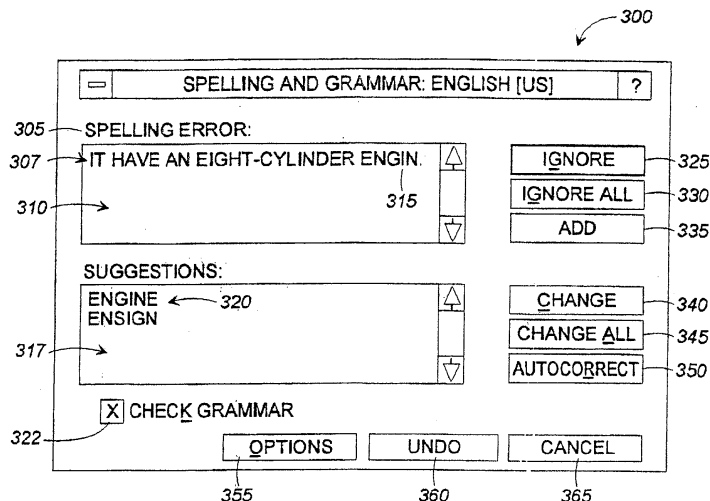 300
SPELLING AND GRAMMAR: ENGLISH [US] ?
305 SPELLING ERROR:
307 IT HAVE AN EIGHT-CYLINDER ENGIN. IGNORE 325
310 315 IGNORE ALL 330
ADD 335
SUGGESTIONS:
ENGINE 320 CHANGE 340
ENSIGN CHANGE ALL 345
317 AUTOCORRECT 350
X CHECK GRAMMAR
322 OPTIONS UNDO CANCEL
355 360 365